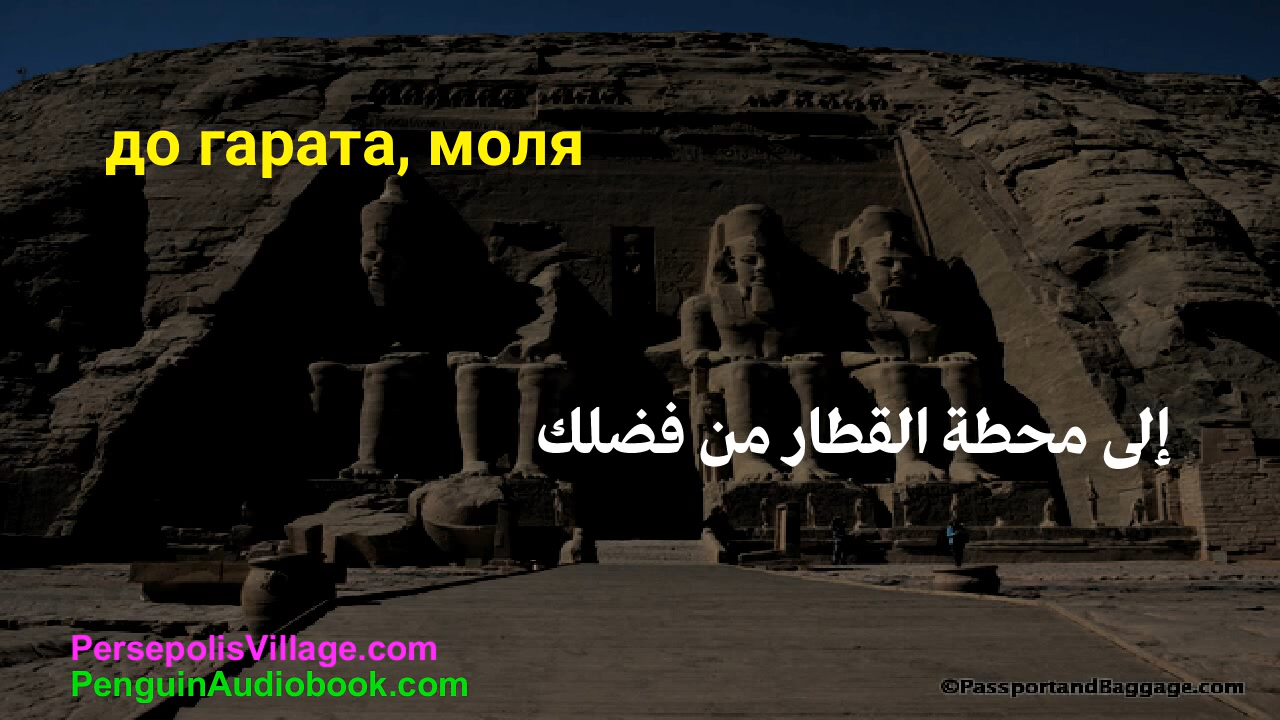 до гарата, моля
إلى محطة القطار من فضلك
PersepolisVillage.com
PenguinAudiobook.com
©PassportandBaggage.com